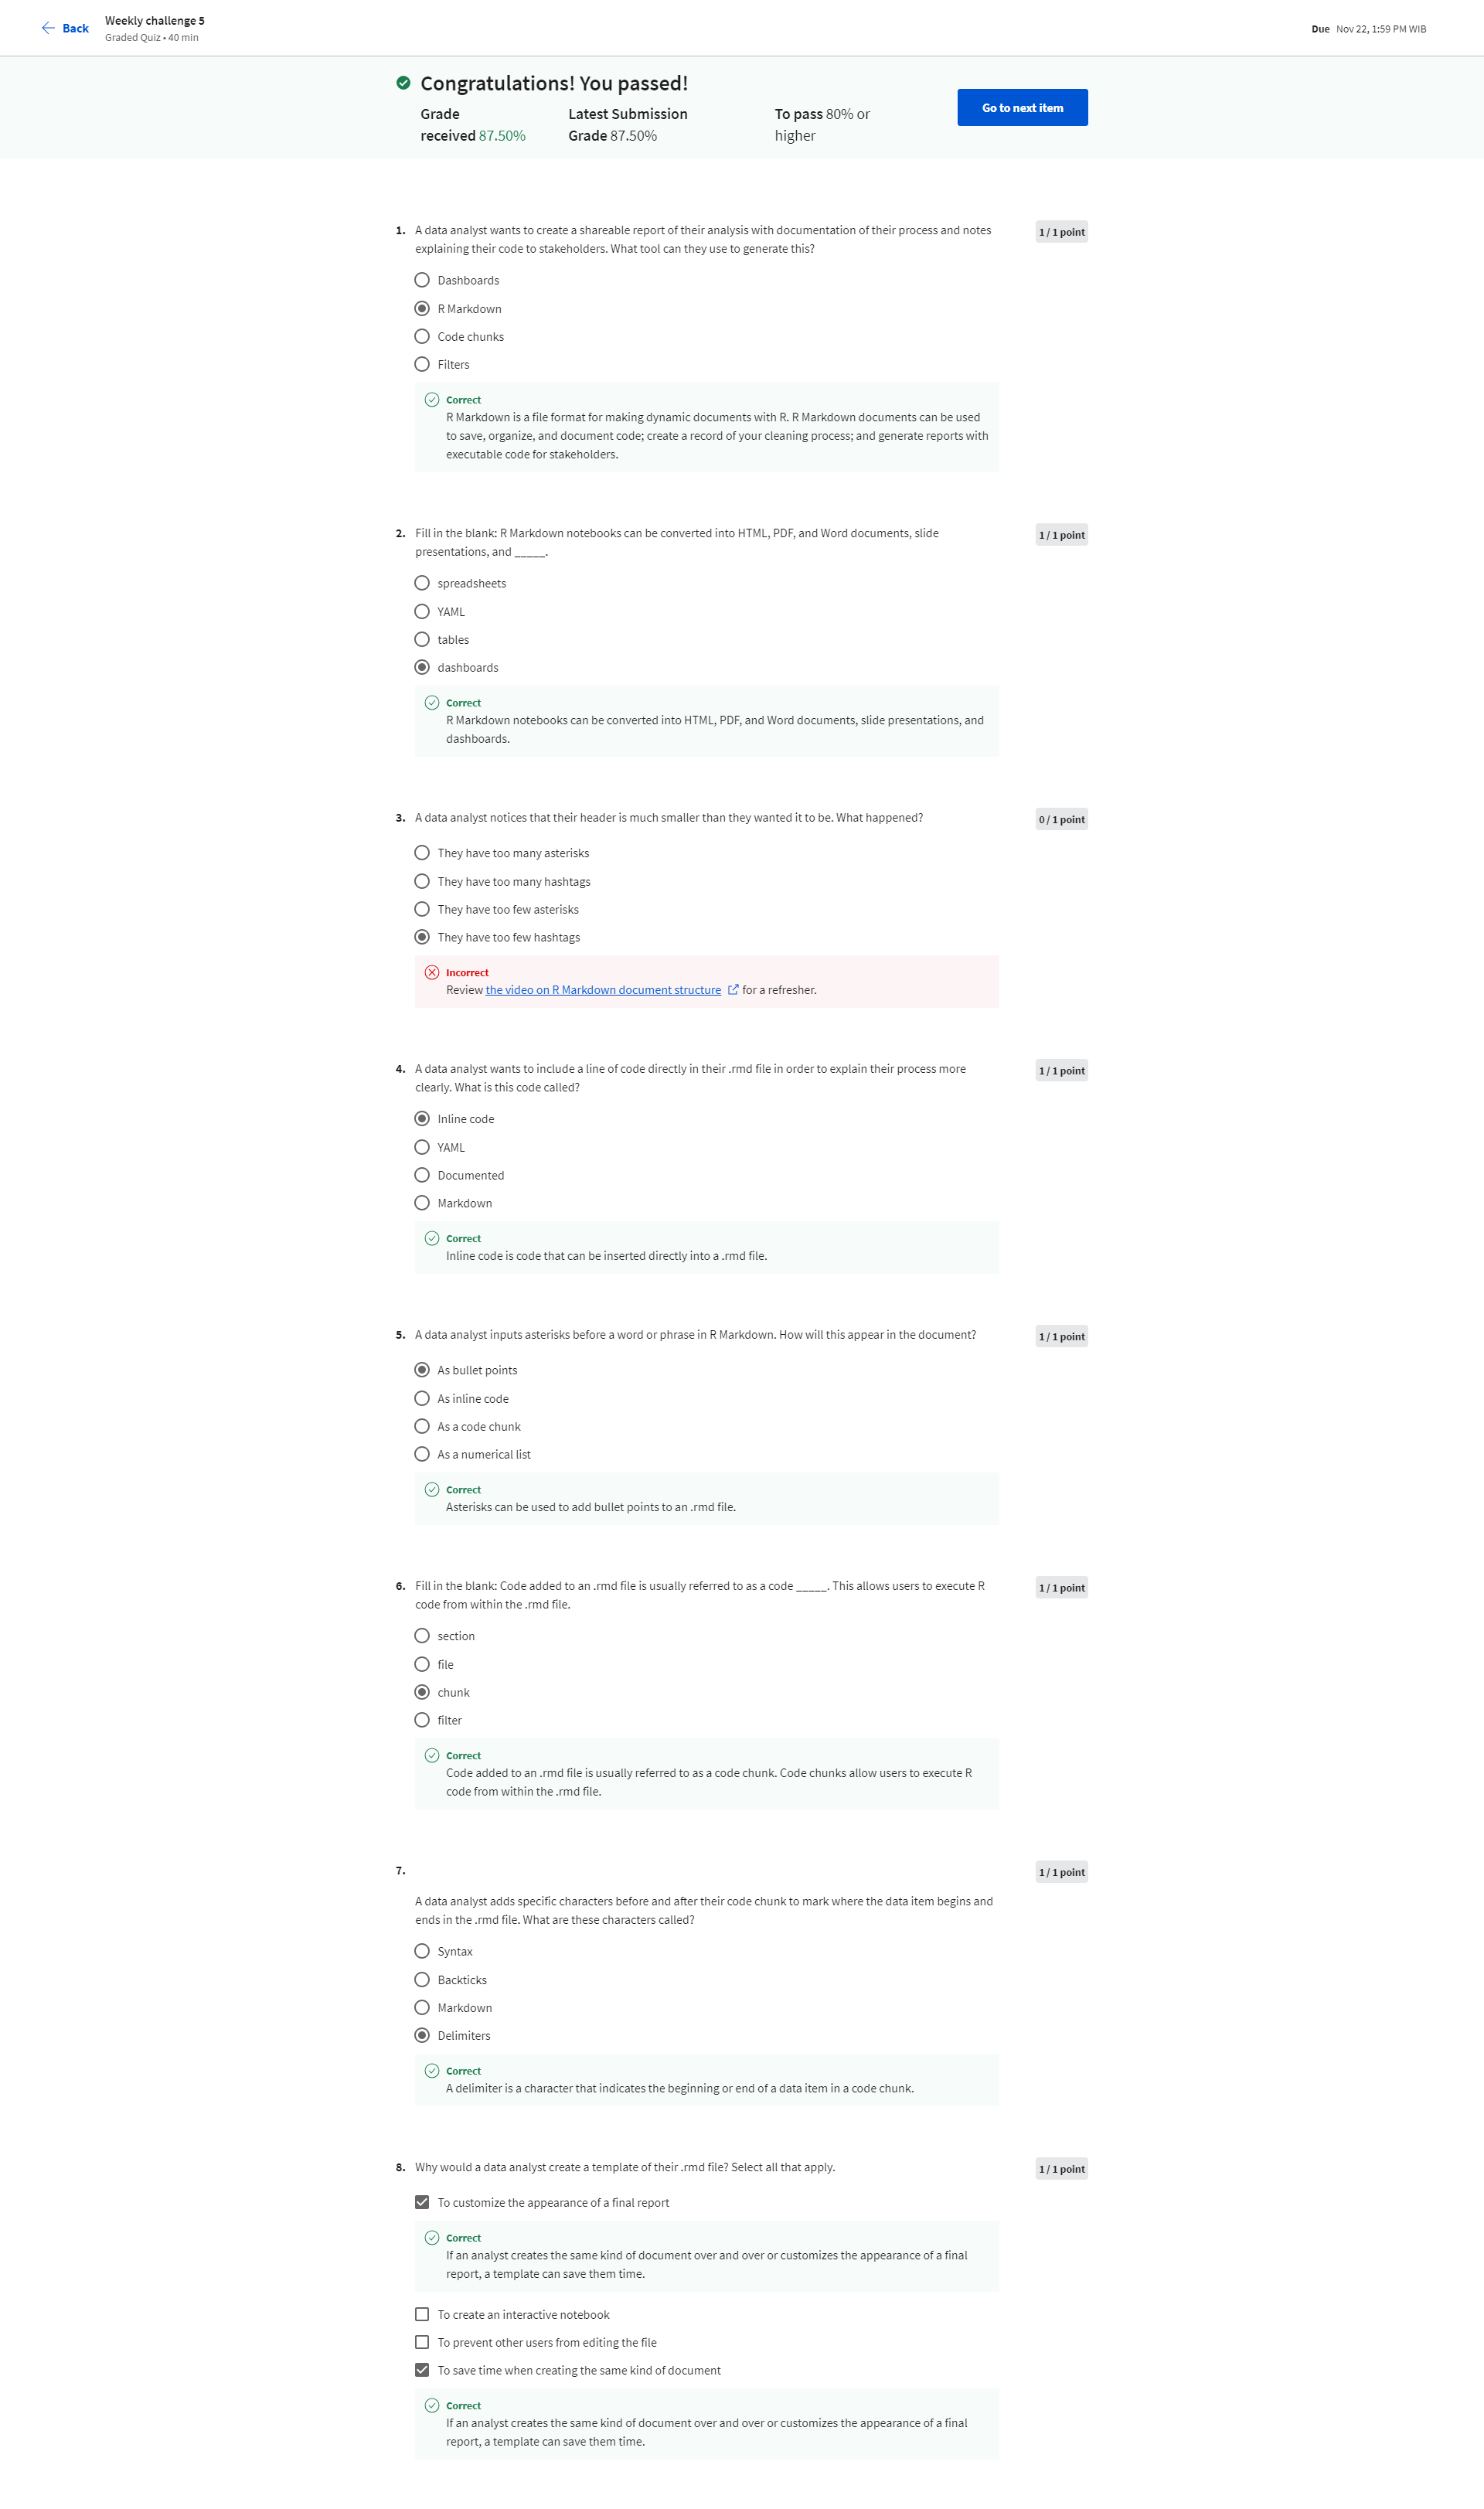 Back
Weekly challenge 5
Graded Quiz • 40 min
Due Nov 22, 1:59 PM WIB
Congratulations! You passed!
Grade received 87.50%
Latest Submission Grade 87.50%
To pass 80% or higher
Go to next item
1. A data analyst wants to create a shareable report of their analysis with documentation of their process and notes
explaining their code to stakeholders. What tool can they use to generate this?
1 / 1 point
Dashboards
R Markdown
Code chunks
Filters
Correct
R Markdown is a file format for making dynamic documents with R. R Markdown documents can be used
to save, organize, and document code; create a record of your cleaning process; and generate reports with
executable code for stakeholders.
2. Fill in the blank: R Markdown notebooks can be converted into HTML, PDF, and Word documents, slide
presentations, and _____.
1 / 1 point
spreadsheets
YAML
tables
dashboards
Correct
R Markdown notebooks can be converted into HTML, PDF, and Word documents, slide presentations, and
dashboards.
3. A data analyst notices that their header is much smaller than they wanted it to be. What happened?
0 / 1 point
They have too many asterisks
They have too many hashtags
They have too few asterisks
They have too few hashtags
Incorrect
Review the video on R Markdown document structure for a refresher.
4. A data analyst wants to include a line of code directly in their .rmd file in order to explain their process more
clearly. What is this code called?
1 / 1 point
Inline code
YAML
Documented
Markdown
Correct
Inline code is code that can be inserted directly into a .rmd file.
5. A data analyst inputs asterisks before a word or phrase in R Markdown. How will this appear in the document?
1 / 1 point
As bullet points
As inline code
As a code chunk
As a numerical list
Correct
Asterisks can be used to add bullet points to an .rmd file.
6. Fill in the blank: Code added to an .rmd file is usually referred to as a code _____. This allows users to execute R
code from within the .rmd file.
1 / 1 point
section
file
chunk
filter
Correct
Code added to an .rmd file is usually referred to as a code chunk. Code chunks allow users to execute R
code from within the .rmd file.
7.
1 / 1 point
A data analyst adds specific characters before and after their code chunk to mark where the data item begins and
ends in the .rmd file. What are these characters called?
Syntax
Backticks
Markdown
Delimiters
Correct
A delimiter is a character that indicates the beginning or end of a data item in a code chunk.
8. Why would a data analyst create a template of their .rmd file? Select all that apply.
1 / 1 point
To customize the appearance of a final report
Correct
If an analyst creates the same kind of document over and over or customizes the appearance of a final
report, a template can save them time.
To create an interactive notebook
To prevent other users from editing the file
To save time when creating the same kind of document
Correct
If an analyst creates the same kind of document over and over or customizes the appearance of a final
report, a template can save them time.